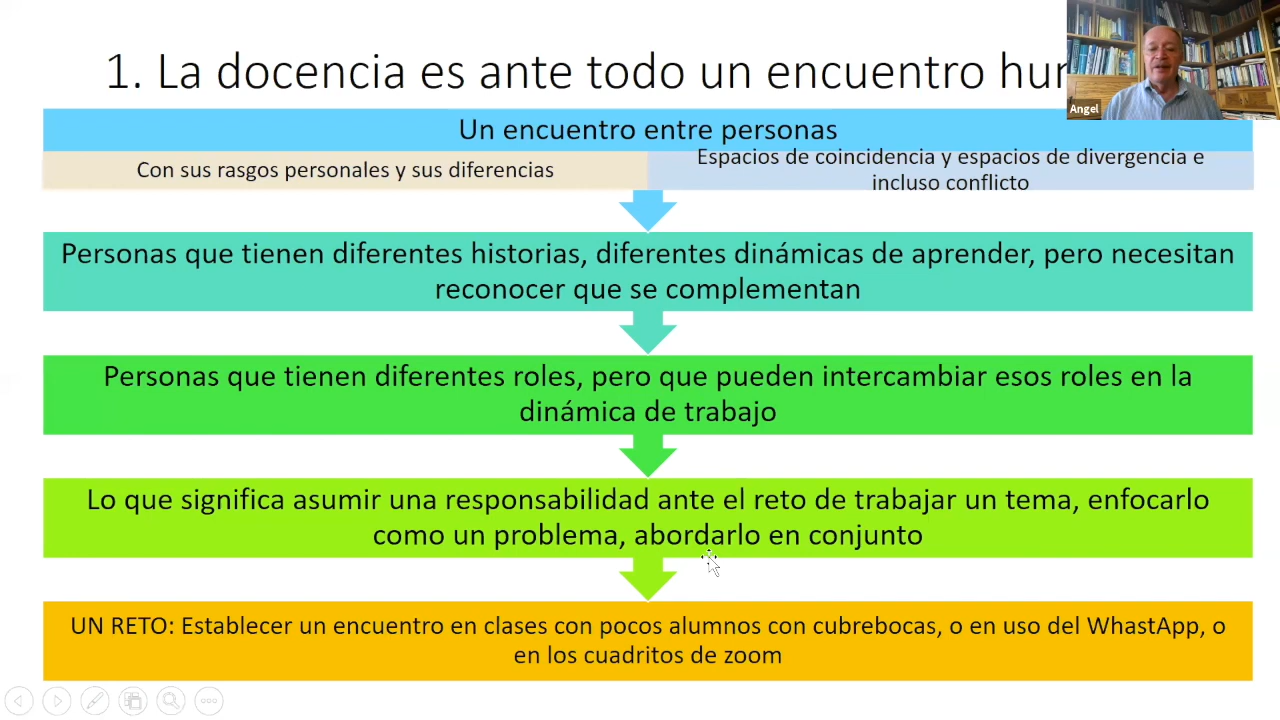 1. La docencia es ante todo un encuentro
Angel
Un encuentro entre personas
Con sus rasgos personales y sus diferencias
Espacios de coincidencia y espacios de divergencia e
incluso conflicto
Personas que tienen diferentes historias, diferentes dinámicas de aprender, pero necesitan
reconocer que se complementan
Personas que tienen diferentes roles, pero que pueden intercambiar esos roles en la
dinámica de trabajo
Lo que significa asumir una responsabilidad ante el reto de trabajar un tema, enfocarlo
como un problema, abordarlo en conjunto
UN RETO: Establecer un encuentro en clases con pocos alumnos con cubrebocas, o en uso del WhastApp, o
en los cuadritos de zoom